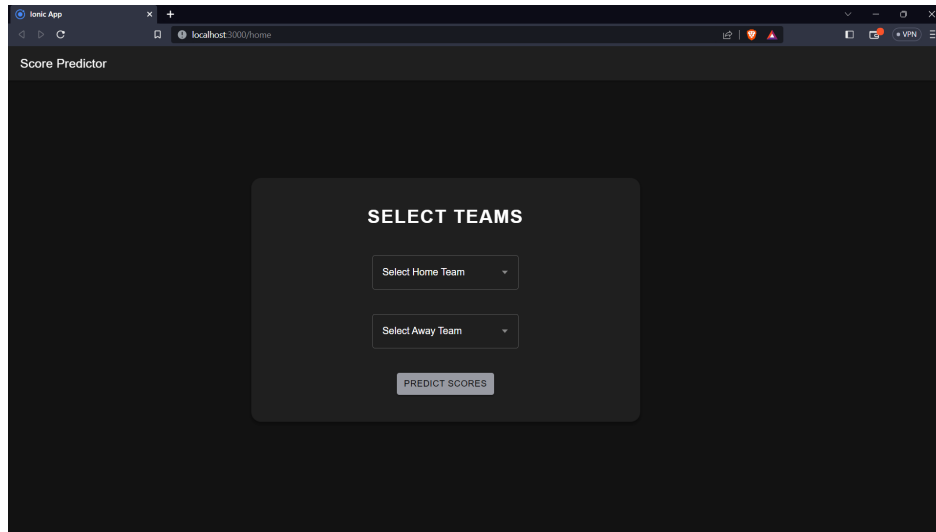 Ionic App
localhost:3000/home
VPN
Score Predictor
SELECT TEAMS
Select Home Team
Select Away Team
PREDICT SCORES